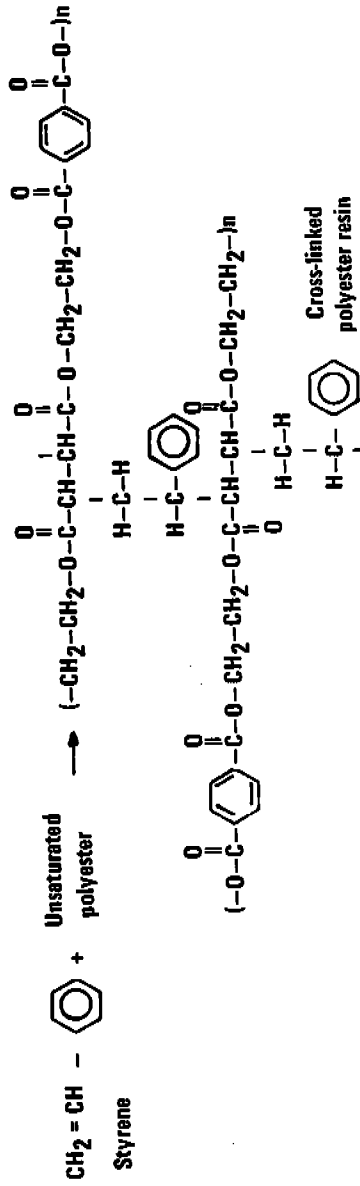 CH2 = CH – + Unsaturated polyester →
Styrene
(–CH2–CH2–O–C–CH–CH–C–O–CH2–CH2–O–C– –C–O–)n
O O O O
H–C–H
H–C–
(–O–C– –C–O–CH2–CH2–O–C–CH–CH–C–O–CH2–CH2–)n
O O O O
H–C–H
H–C–
Cross-linked
polyester resin